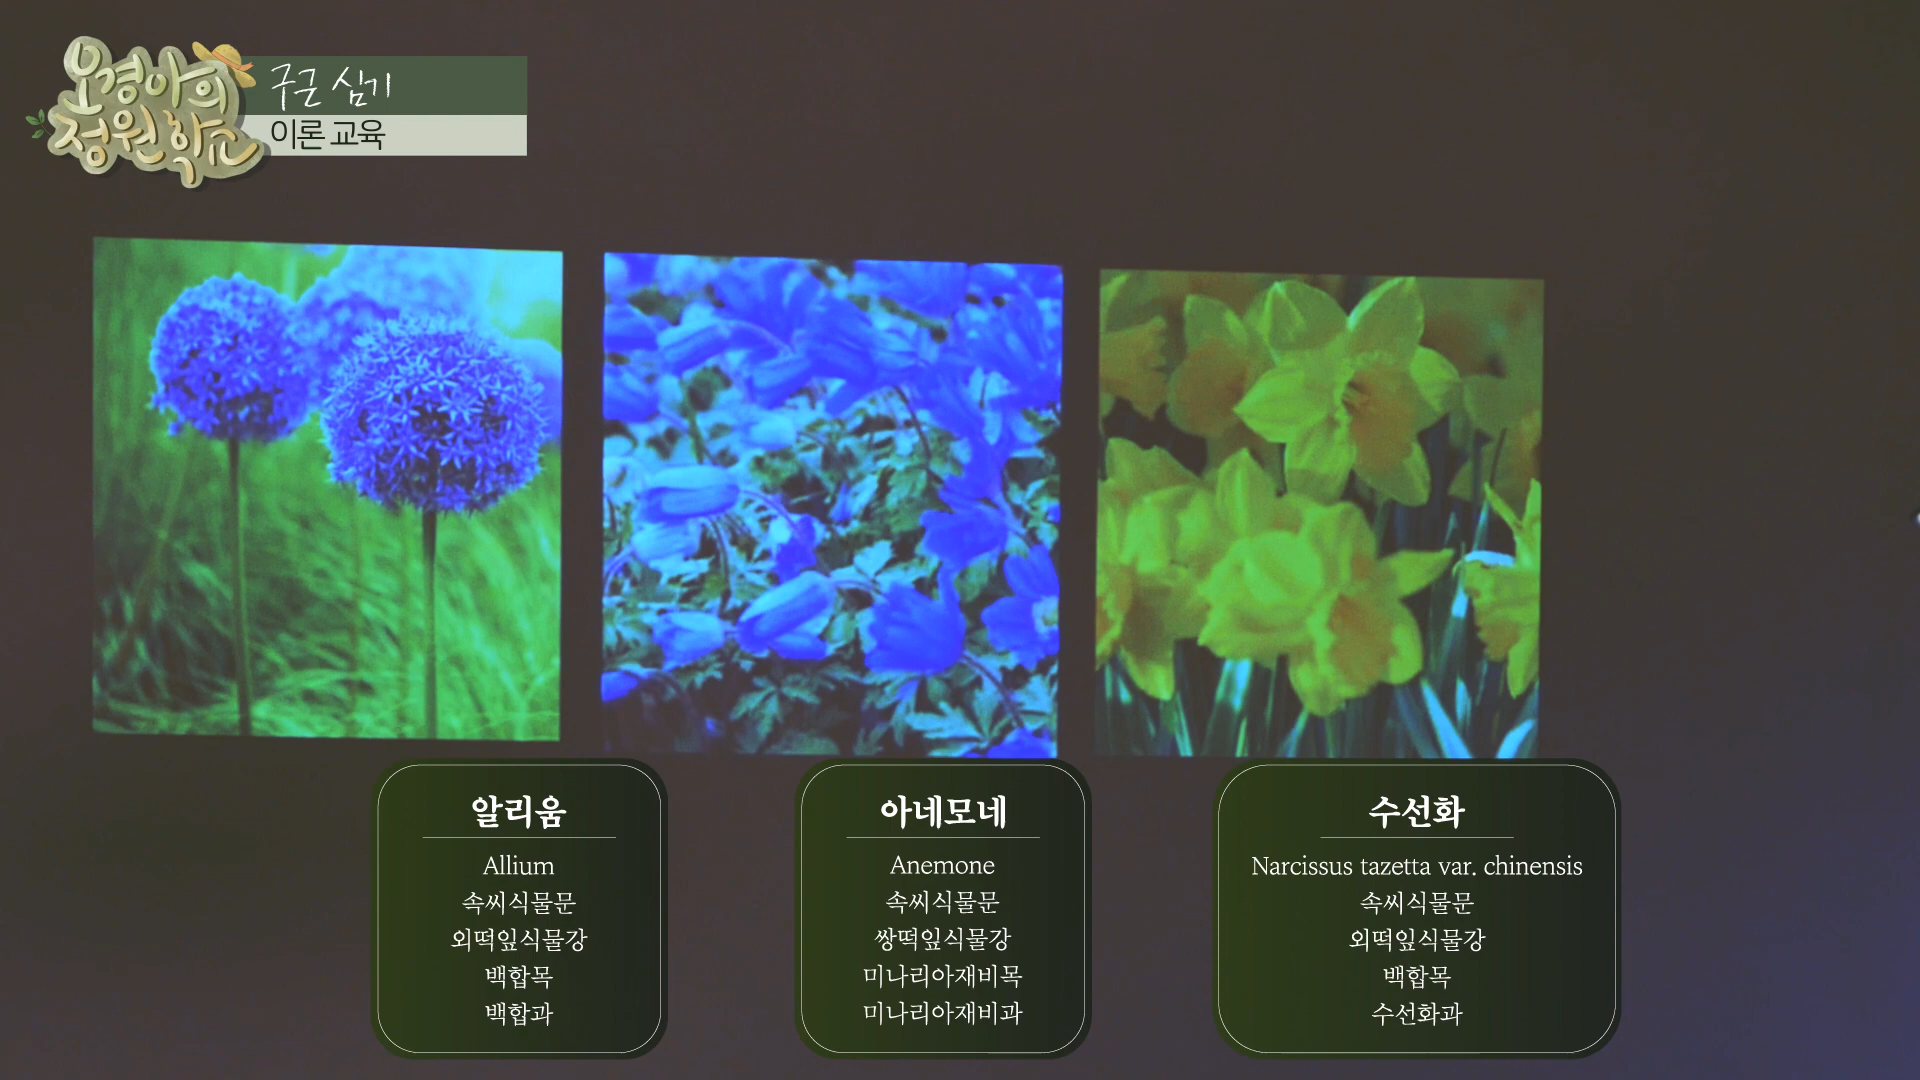 오경아의
정원학교
구근 심기
이론 교육
알리움
Allium
속씨식물문
외떡잎식물강
백합목
백합과
아네모네
Anemone
속씨식물문
쌍떡잎식물강
미나리아재비목
미나리아재비과
수선화
Narcissus tazetta var. chinensis
속씨식물문
외떡잎식물강
백합목
수선화과